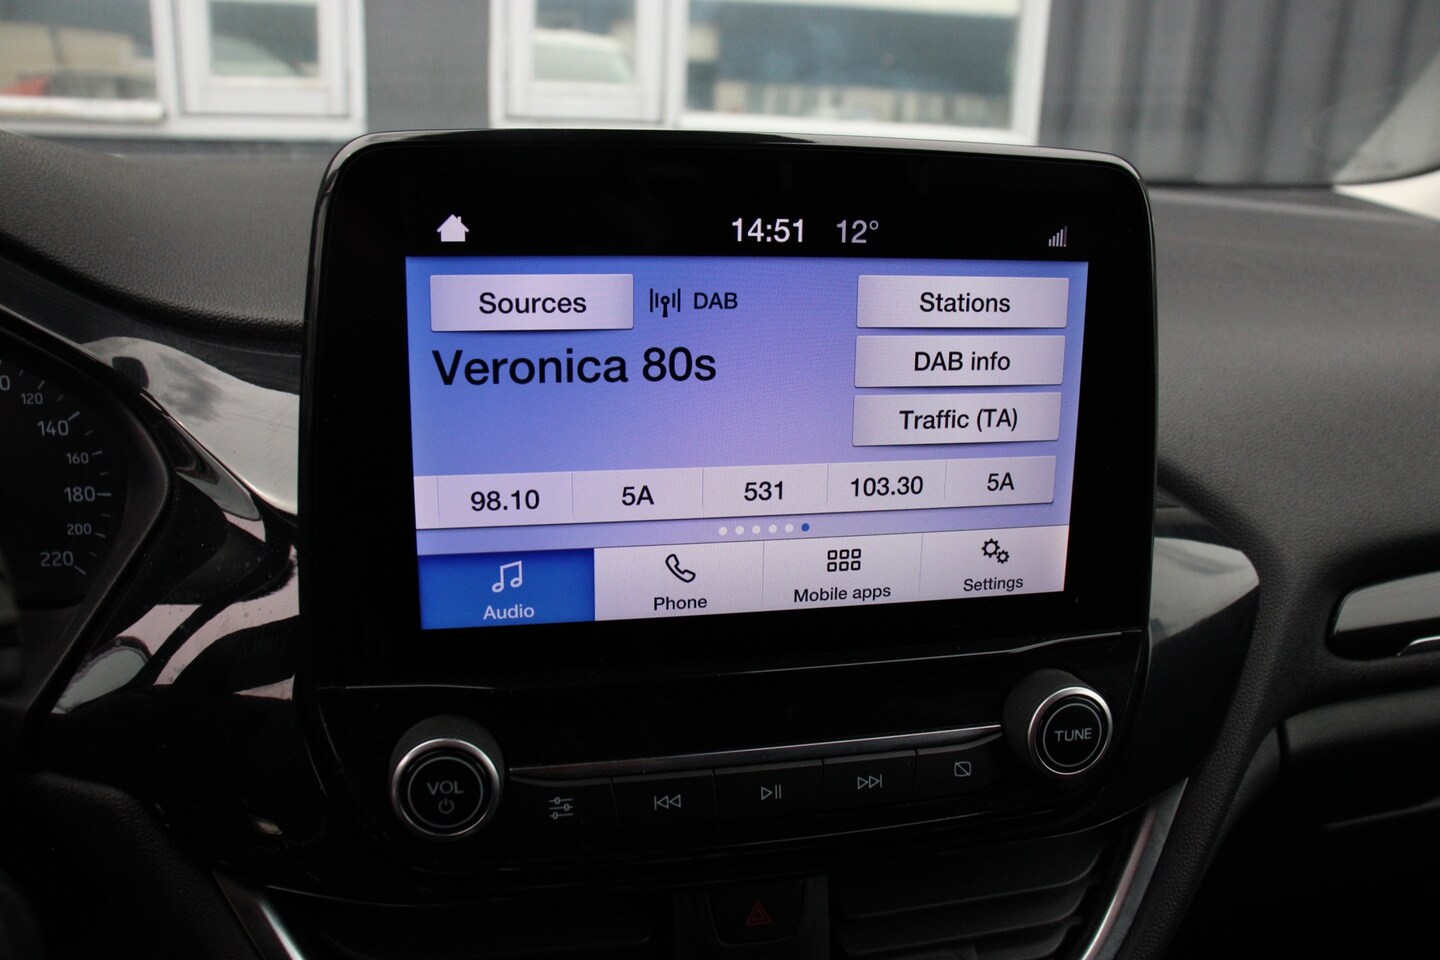 14:51 12°
Sources DAB Stations
Veronica 80s
DAB info
Traffic (TA)
98.10 5A 531 103.30 5A
Audio Phone Mobile apps Settings
120
140
160
180
200
220
VOL
TUNE